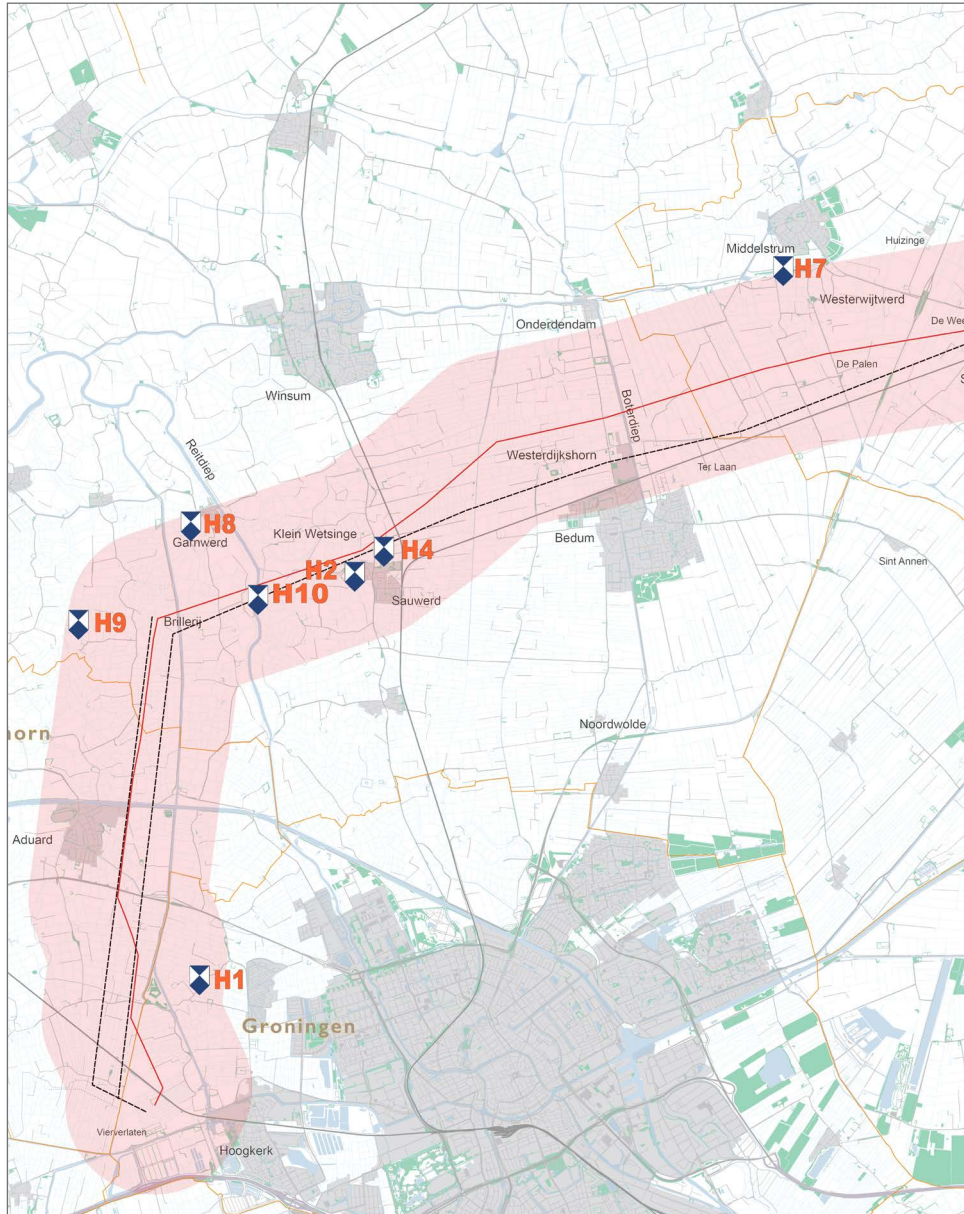 Middelstrum
Huizinge
H7
Westerwijtwerd
Onderdendam
De Wee
De Palen
S
Winsum
Boterdiep
Reitdiep
Westerdijkshorn
Ter Laan
H8
Garnwerd
Klein Wetsinge
H4
Bedum
Sint Annen
H2
H10
Sauwerd
H9
Brillerij
Noordwolde
horn
Aduard
H1
Groningen
Vierverlaten
Hoogkerk